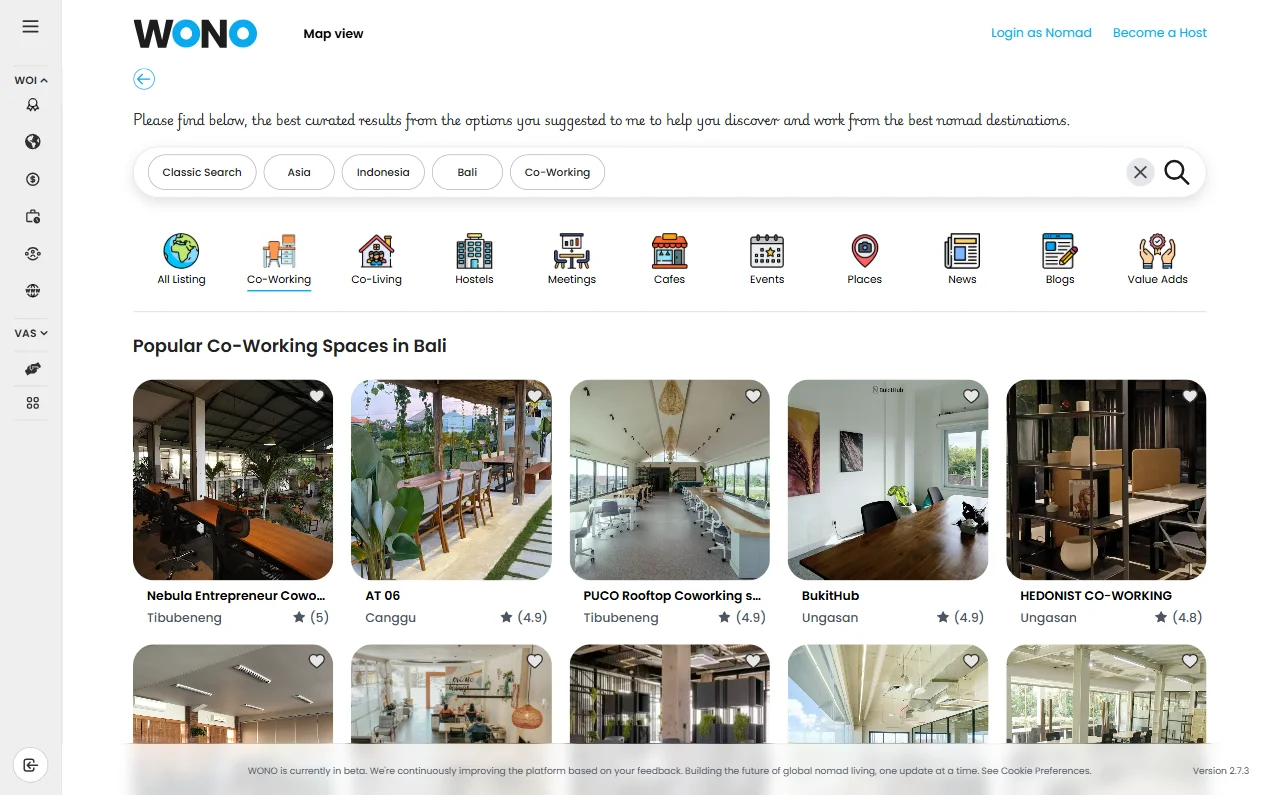 WONO
Map view
Login as Nomad
Become a Host
WOI
VAS
Please find below, the best curated results from the options you suggested to me to help you discover and work from the best nomad destinations.
Classic Search
Asia
Indonesia
Bali
Co-Working
All Listing
Co-Working
Co-Living
Hostels
Meetings
Cafes
Events
Places
News
Blogs
Value Adds
Popular Co-Working Spaces in Bali
BukitHub
Nebula Entrepreneur Cowo...
Tibubeneng
(5)
AT 06
Canggu
(4.9)
PUCO Rooftop Coworking s...
Tibubeneng
(4.9)
BukitHub
Ungasan
(4.9)
HEDONIST CO-WORKING
Ungasan
(4.8)
WONO is currently in beta. We're continuously improving the platform based on your feedback. Building the future of global nomad living, one update at a time. See Cookie Preferences.
Version 2.7.3